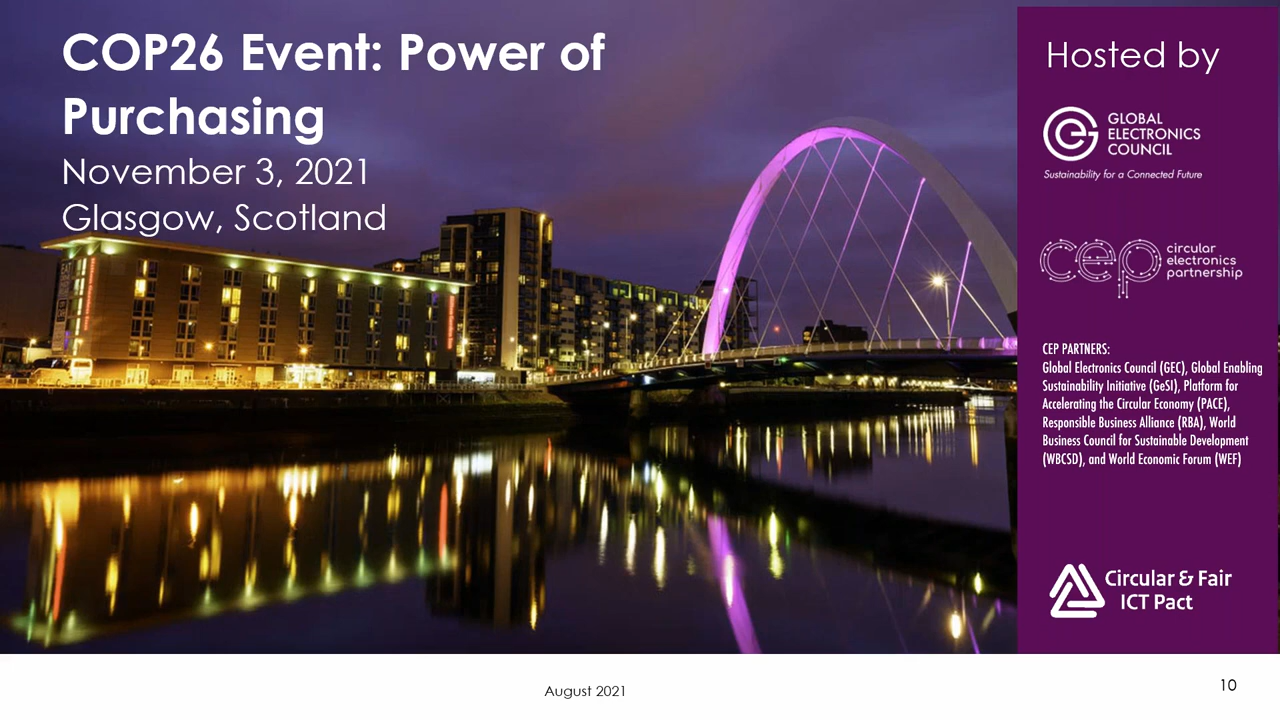 COP26 Event: Power of
Purchasing
November 3, 2021
Glasgow, Scotland
Hosted by
GLOBAL
ELECTRONICS
COUNCIL
Sustainability for a Connected Future
cep
circular
electronics
partnership
CEP PARTNERS:
Global Electronics Council (GEC), Global Enabling
Sustainability Initiative (GeSI), Platform for
Accelerating the Circular Economy (PACE),
Responsible Business Alliance (RBA), World
Business Council for Sustainable Development
(WBCSD), and World Economic Forum (WEF)
Circular & Fair
ICT Pact
August 2021
10